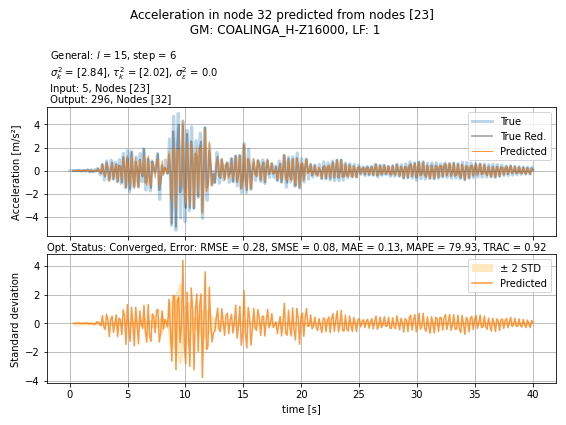 Acceleration in node 32 predicted from nodes [23]
GM: COALINGA_H-Z16000, LF: 1
General: l = 15, step = 6
σ²ₖ = [2.84], τ²ₖ = [2.02], σ²ε = 0.0
Input: 5, Nodes [23]
Output: 296, Nodes [32]
Acceleration [m/s²]
4
2
0
−2
−4
True
True Red.
Predicted
Opt. Status: Converged, Error: RMSE = 0.28, SMSE = 0.08, MAE = 0.13, MAPE = 79.93, TRAC = 0.92
Standard deviation
4
2
0
−2
−4
± 2 STD
Predicted
0 5 10 15 20 25 30 35 40
time [s]